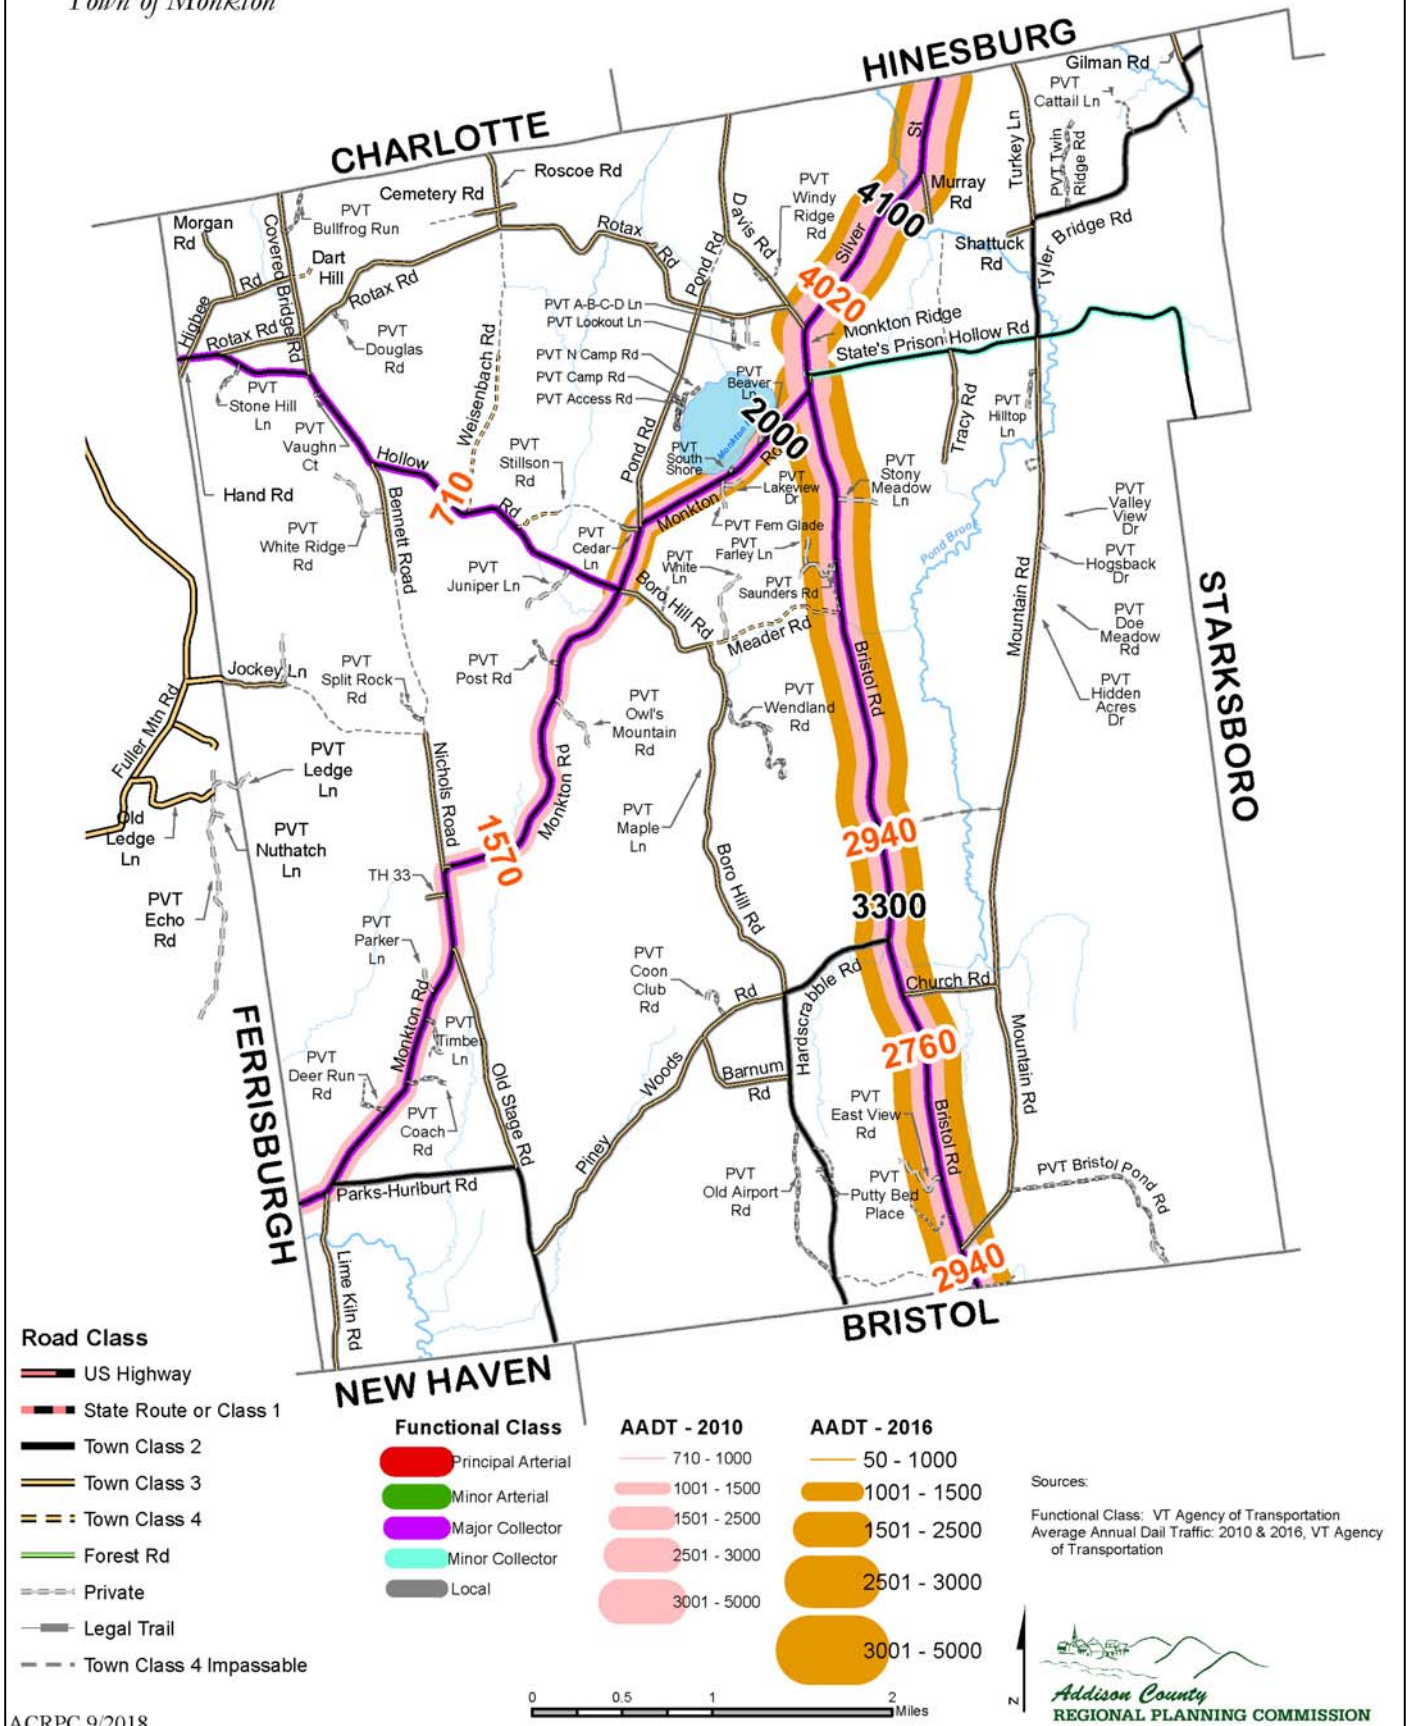 Town of Monkton
HINESBURG
Gilman Rd
PVT
Cattail Ln
CHARLOTTE
Roscoe Rd
Cemetery Rd
Turkey Ln
PVT Twin
Ridge Rd
St
Murray
Rd
4100
PVT
Windy
Ridge
Rd
Davis Rd
Morgan
Rd
Covered Bridge Rd
PVT
Bullfrog Run
Rotax Rd
Pond Rd
Silver
Shattuck
Rd
Tyler Bridge Rd
Dart
Hill
Higbee Rd
Rotax Rd
4020
PVT A-B-C-D Ln
PVT Lookout Ln
Monkton Ridge
State's Prison Hollow Rd
Rotax Rd
PVT
Douglas
Rd
Weisenbach Rd
PVT N Camp Rd
PVT Camp Rd
PVT Access Rd
PVT
Beaver
Ln
2000
PVT
Stone Hill
Ln
PVT
Vaughn
Ct
Tracy Rd
PVT
Hilltop
Ln
Hollow Rd
710
PVT
Stillson
Rd
Pond Rd
PVT
South
Shore
Monkton
Monkton Ro
PVT
Lakeview
Dr
PVT
Stony
Meadow
Ln
Hand Rd
Bennett Road
PVT
White Ridge
Rd
PVT
Cedar
Ln
PVT Fern Glade
PVT
Farley Ln
Pond Brook
PVT
Valley
View
Dr
PVT
Hogsback
Dr
PVT
Juniper Ln
PVT
White
Ln
PVT
Saunders Rd
Mountain Rd
PVT
Doe
Meadow
Rd
STARKSBORO
Boro Hill Rd
Meader Rd
Jockey Ln
PVT
Split Rock
Rd
PVT
Post Rd
Bristol Rd
PVT
Hidden
Acres
Dr
Fuller Mtn Rd
PVT
Owl's
Mountain
Rd
PVT
Wendland
Rd
PVT
Ledge
Ln
Nichols Road
Monkton Rd
Old
Ledge
Ln
PVT
Nuthatch
Ln
1570
PVT
Maple
Ln
2940
TH 33
Boro Hill Rd
3300
PVT
Echo
Rd
PVT
Parker
Ln
PVT
Coon
Club
Rd
Church Rd
FERRISBURGH
Monkton Rd
PVT
Timber
Ln
Piney Woods Rd
Hardscrabble Rd
2760
Mountain Rd
PVT
Deer Run
Rd
Old Stage Rd
Barnum
Rd
PVT
Coach
Rd
PVT
East View
Rd
Bristol Rd
Parks-Hurlburt Rd
PVT
Old Airport
Rd
PVT
Putty Bed
Place
PVT Bristol Pond Rd
Lime Kiln Rd
2940
BRISTOL
NEW HAVEN
Road Class
US Highway
State Route or Class 1
Town Class 2
Town Class 3
Town Class 4
Forest Rd
Private
Legal Trail
Town Class 4 Impassable
Functional Class
Principal Arterial
Minor Arterial
Major Collector
Minor Collector
Local
AADT - 2010
710 - 1000
1001 - 1500
1501 - 2500
2501 - 3000
3001 - 5000
AADT - 2016
50 - 1000
1001 - 1500
1501 - 2500
2501 - 3000
3001 - 5000
Sources:
Functional Class: VT Agency of Transportation
Average Annual Dail Traffic: 2010 & 2016, VT Agency
of Transportation
0 0.5 1 2
Miles
N
Addison County
REGIONAL PLANNING COMMISSION
ACRPC 9/2018